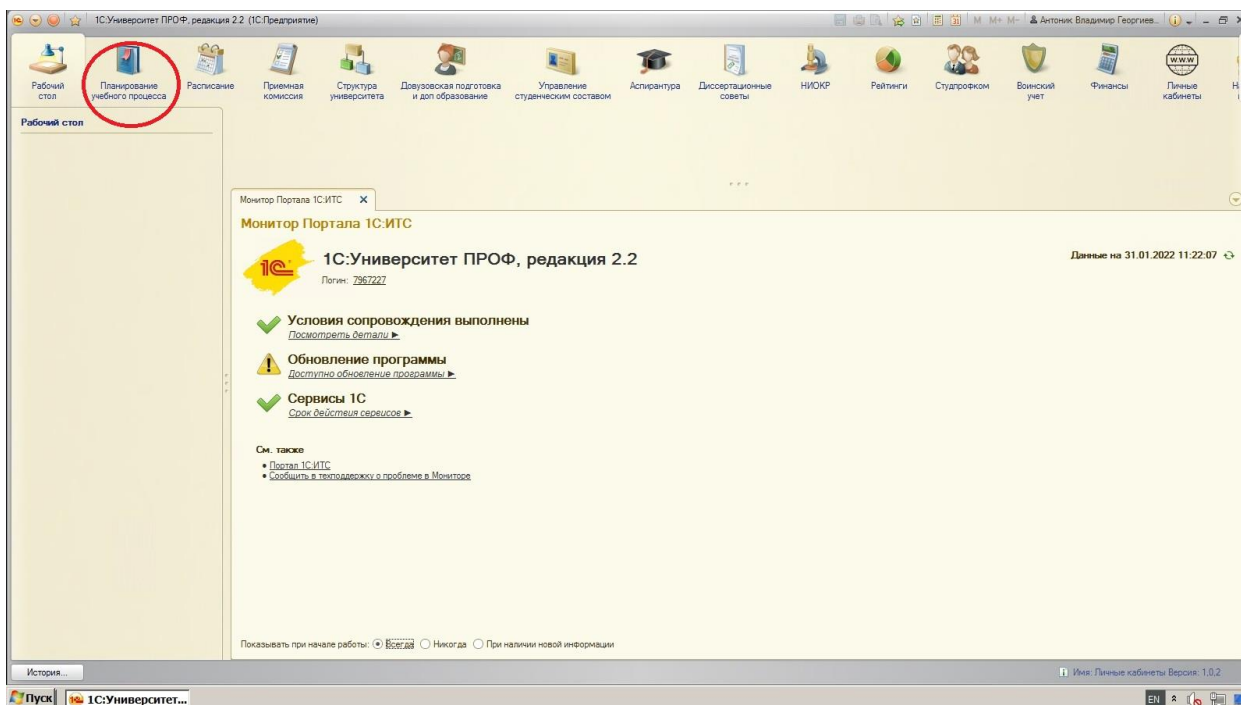 1С:Университет ПРОФ, редакция 2.2 (1С:Предприятие)
M M+ M- Антоник Владимир Георгиев...
Рабочий стол
Планирование учебного процесса
Расписание
Приемная комиссия
Структура университета
Довузовская подготовка и доп образование
Управление студенческим составом
Аспирантура
Диссертационные советы
НИОКР
Рейтинги
Студпрофком
Воинский учет
Финансы
Личные кабинеты
Рабочий стол
Монитор Портала 1С:ИТС
Монитор Портала 1С:ИТС
1С
1С:Университет ПРОФ, редакция 2.2
Данные на 31.01.2022 11:22:07
Логин: 7967227
Условия сопровождения выполнены
Посмотреть детали ►
Обновление программы
Доступно обновление программы ►
Сервисы 1С
Срок действия сервисов ►
См. также
• Портал 1С:ИТС
• Сообщить в техподдержку о проблеме в Мониторе
Показывать при начале работы: Всегда Никогда При наличии новой информации
История...
Имя: Личные кабинеты Версия: 1,0,2
Пуск
1С:Университет...
EN